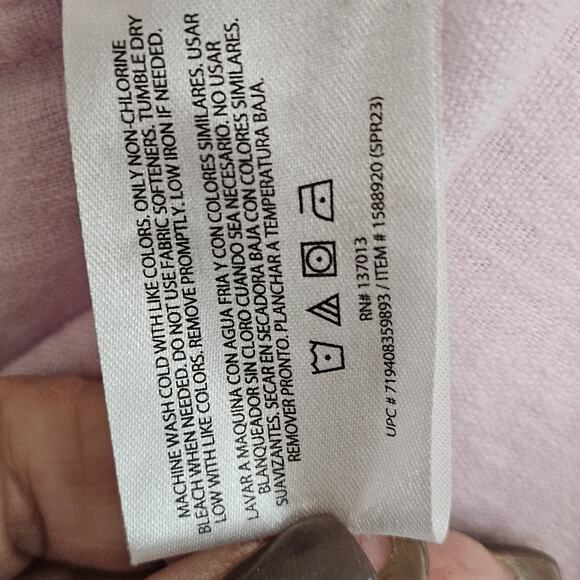 MACHINE WASH COLD WITH LIKE COLORS. ONLY NON-CHLORINE
BLEACH WHEN NEEDED. DO NOT USE FABRIC SOFTENERS. TUMBLE DRY
LOW WITH LIKE COLORS. REMOVE PROMPTLY. LOW IRON IF NEEDED.
LAVAR A MAQUINA CON AGUA FRIA Y CON COLORES SIMILARES. USAR
BLANQUEADOR SIN CLORO CUANDO SEA NECESARIO. NO USAR
SUAVIZANTES. SECAR EN SECADORA BAJA CON COLORES SIMILARES.
REMOVER PRONTO. PLANCHAR A TEMPERATURA BAJA.
RN# 137013
UPC # 719408359893 / ITEM # 1588920 (SPR23)